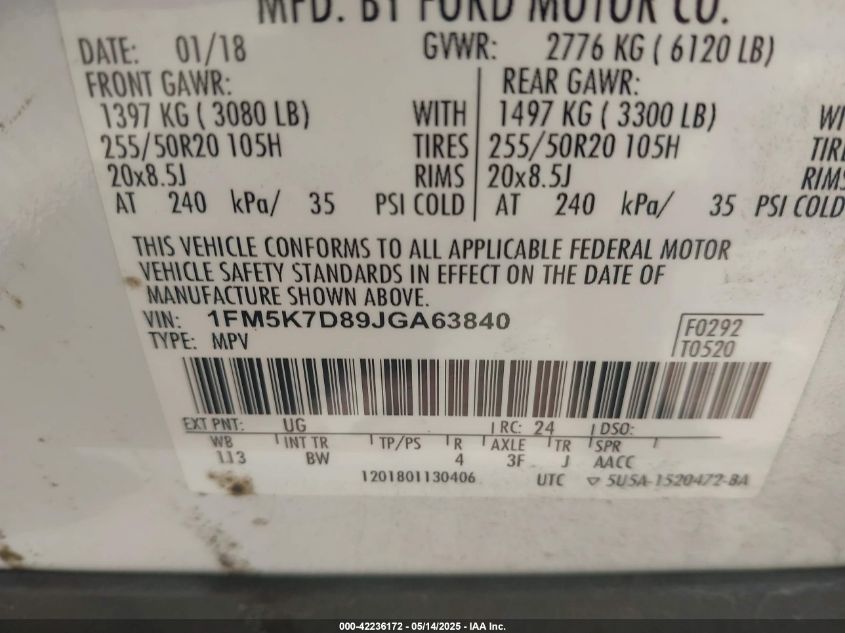 MFD. BY FORD MOTOR CO.
DATE: 01/18 GVWR: 2776 KG ( 6120 LB)
FRONT GAWR: REAR GAWR:
1397 KG ( 3080 LB) WITH 1497 KG ( 3300 LB) WI
255/50R20 105H TIRES 255/50R20 105H TIRE
20x8.5J RIMS 20x8.5J RIMS
AT 240 kPa/ 35 PSI COLD AT 240 kPa/ 35 PSI COLD
THIS VEHICLE CONFORMS TO ALL APPLICABLE FEDERAL MOTOR
VEHICLE SAFETY STANDARDS IN EFFECT ON THE DATE OF
MANUFACTURE SHOWN ABOVE.
VIN: 1FM5K7D89JGA63840 F0292
TYPE: MPV T0520
EXT PNT: UG RC: 24 DSO:
WB INT TR TP/PS R AXLE TR SPR
113 BW 4 3F J AACC
1201801130406 UTC ▽ 5U5A-1520472-BA
000-42236172 — 05/14/2025 — IAA Inc.